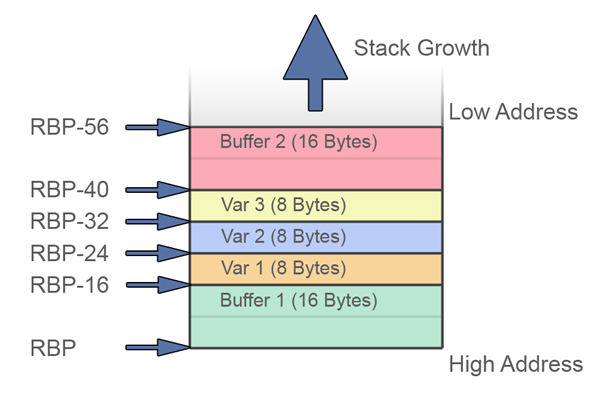 Stack Growth
Low Address
RBP-56
Buffer 2 (16 Bytes)
RBP-40
Var 3 (8 Bytes)
RBP-32
Var 2 (8 Bytes)
RBP-24
Var 1 (8 Bytes)
RBP-16
Buffer 1 (16 Bytes)
RBP
High Address